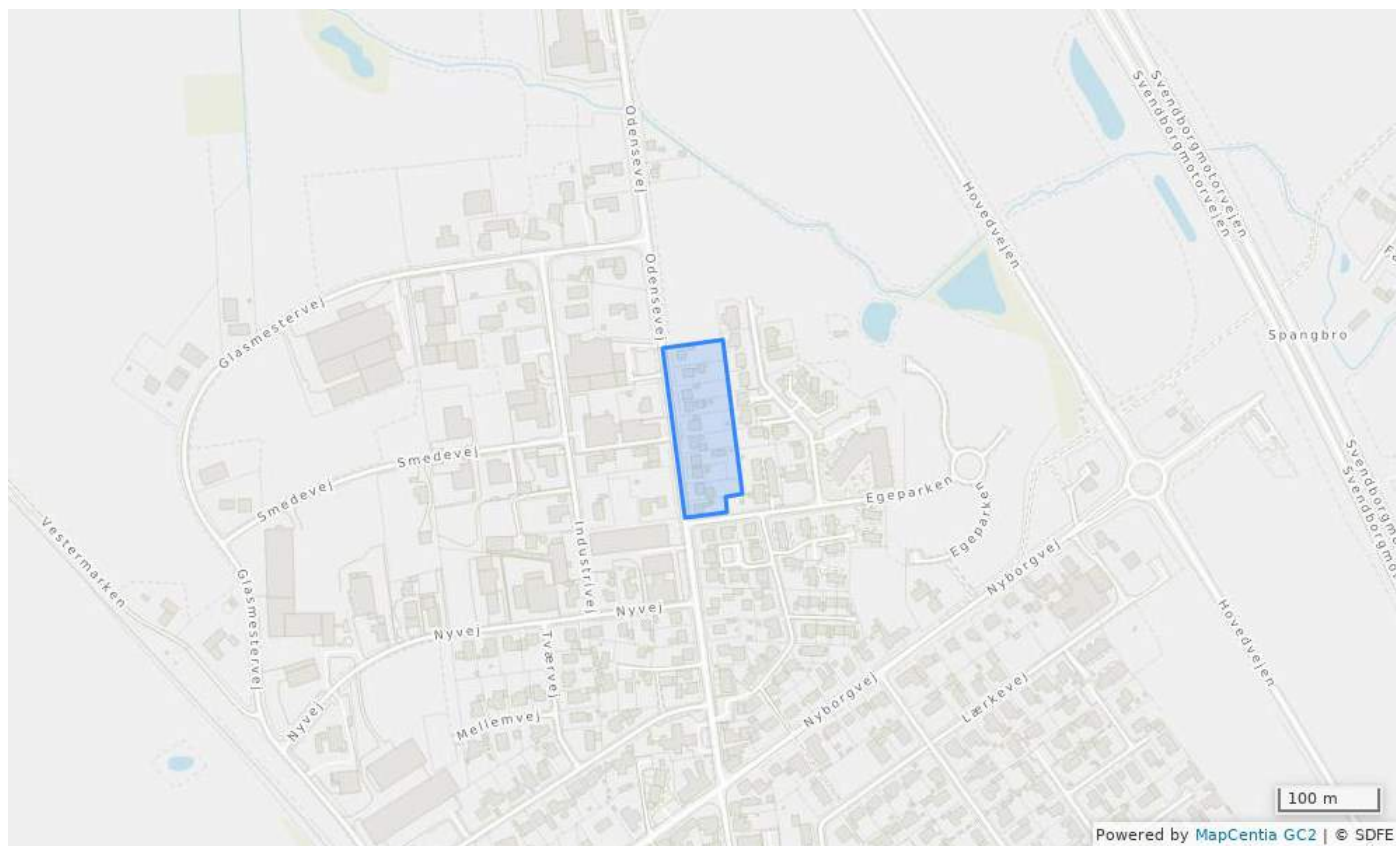 Odensevej
Svendborgmotorvejen
Svendborgmotorvejen
Hovedvejen
Odensevej
Glasmestervej
Spangbro
Smedevej
Smedevej
Egeparken
Egeparken
Vestermarken
Industrivej
Nyborgvej
Glasmestervej
Nyvej
Tværvej
Hovedvejen
Nyvej
Mellemvej
Nyborgvej
Lærkevej
100 m
Powered by MapCentia GC2 | © SDFE